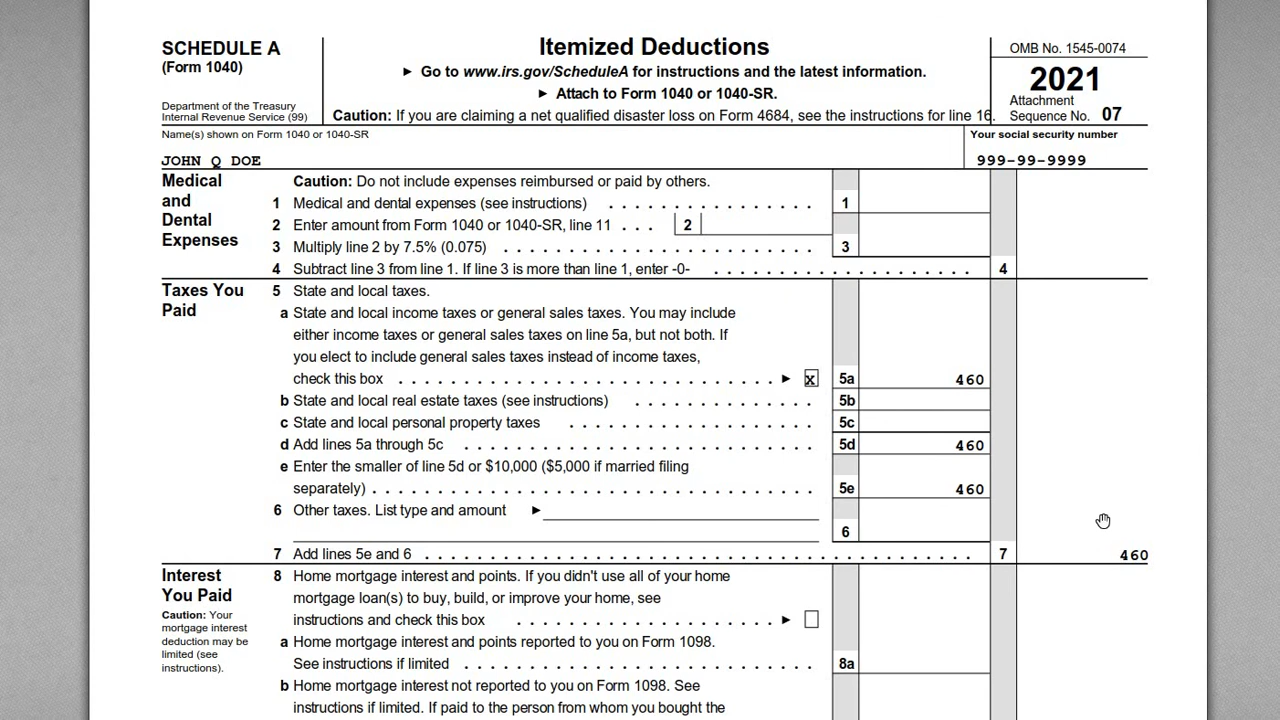 SCHEDULE A
(Form 1040)
Department of the Treasury
Internal Revenue Service (99)
Itemized Deductions
► Go to www.irs.gov/ScheduleA for instructions and the latest information.
► Attach to Form 1040 or 1040-SR.
Caution: If you are claiming a net qualified disaster loss on Form 4684, see the instructions for line 16.
OMB No. 1545-0074
2021
Attachment
Sequence No. 07
Name(s) shown on Form 1040 or 1040-SR
JOHN Q DOE
Your social security number
999-99-9999
Medical
and
Dental
Expenses
Caution: Do not include expenses reimbursed or paid by others.
1 Medical and dental expenses (see instructions) . . . . . . . . . . . . . . . . 1
2 Enter amount from Form 1040 or 1040-SR, line 11 . . . 2
3 Multiply line 2 by 7.5% (0.075) . . . . . . . . . . . . . . . . . . . . . . . 3
4 Subtract line 3 from line 1. If line 3 is more than line 1, enter -0- . . . . . . . . . . . . . . . . . . . . 4
Taxes You
Paid
5 State and local taxes.
a State and local income taxes or general sales taxes. You may include
either income taxes or general sales taxes on line 5a, but not both. If
you elect to include general sales taxes instead of income taxes,
check this box . . . . . . . . . . . . . . . . . . . . . . . . . . . . ► x 5a 460
b State and local real estate taxes (see instructions) . . . . . . . . . . . . . . 5b
c State and local personal property taxes . . . . . . . . . . . . . . . . . . . 5c
d Add lines 5a through 5c . . . . . . . . . . . . . . . . . . . . . . . . . . 5d 460
e Enter the smaller of line 5d or $10,000 ($5,000 if married filing
separately) . . . . . . . . . . . . . . . . . . . . . . . . . . . . . . . . . 5e 460
6 Other taxes. List type and amount ►
6
7 Add lines 5e and 6 . . . . . . . . . . . . . . . . . . . . . . . . . . . . . . . . . . . . . . . . . 7 460
Interest
You Paid
Caution: Your
mortgage interest
deduction may be
limited (see
instructions).
8 Home mortgage interest and points. If you didn't use all of your home
mortgage loan(s) to buy, build, or improve your home, see
instructions and check this box . . . . . . . . . . . . . . . . . . . . ►
a Home mortgage interest and points reported to you on Form 1098.
See instructions if limited . . . . . . . . . . . . . . . . . . . . . . . . . . 8a
b Home mortgage interest not reported to you on Form 1098. See
instructions if limited. If paid to the person from whom you bought the